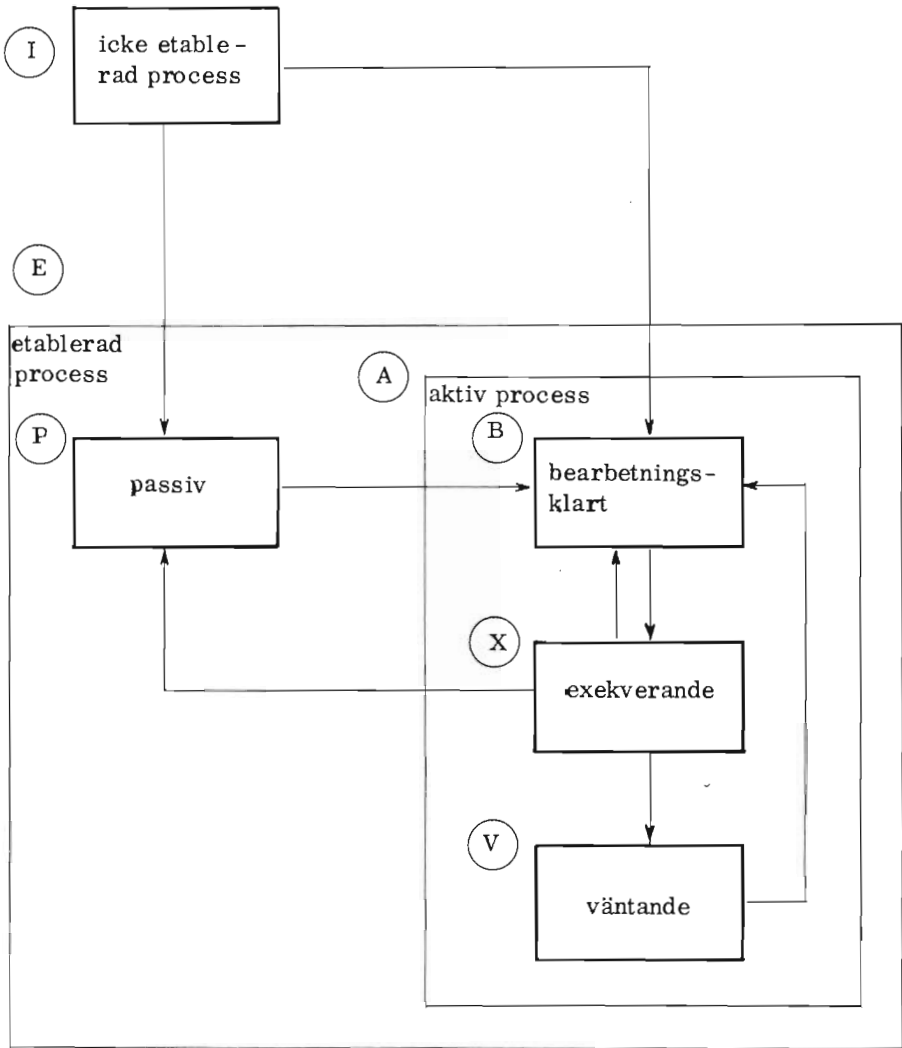 I
icke etable-
rad process
E
etablerad
process
A
aktiv process
P
passiv
B
bearbetnings-
klart
X
exekverande
V
väntande